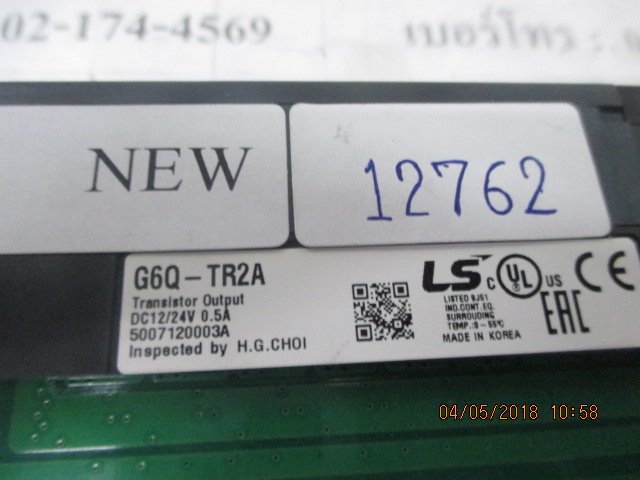 02-174-4569 เบอร์โทร :
NEW
12762
G6Q-TR2A
Transistor Output
DC12/24V 0.5A
5007120003A
Inspected by H.G.CHOI
LS
c UL US
CE
LISTED 9J51
IND.CONT.EQ.
SURROUDING
TEMP.:0~55℃
MADE IN KOREA
EAC
04/05/2018 10:58